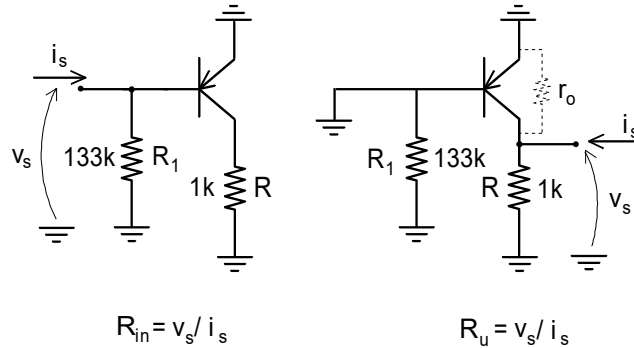 i_s
v_s
133k
R_1
1k
R
R_in = v_s / i_s
r_o
i_s
R_1
133k
R
1k
v_s
R_u = v_s / i_s